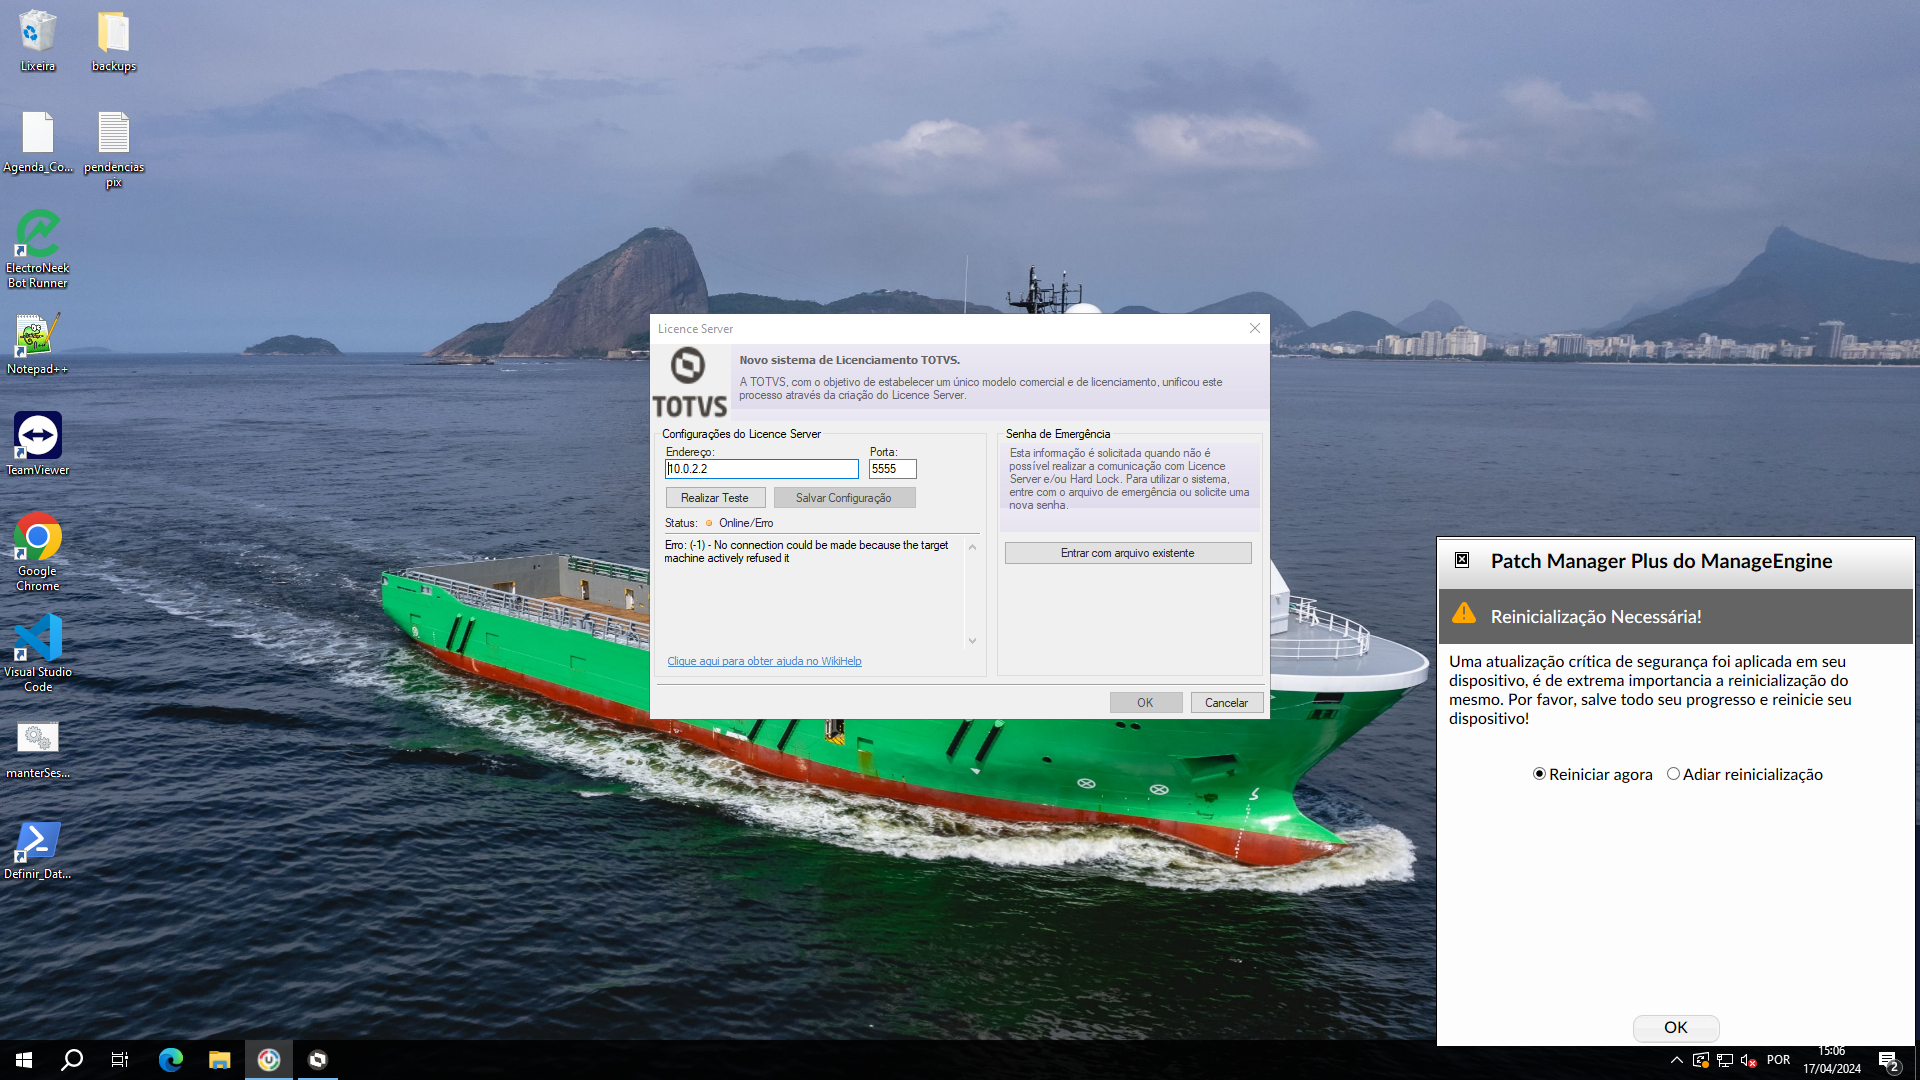 Lixeira
backups
Agenda_Co...
pendencias
pix
ElectroNeek
Bot Runner
Notepad++
TeamViewer
Google
Chrome
Visual Studio
Code
manterSes...
Definir_Dat...
Licence Server
TOTVS
Novo sistema de Licenciamento TOTVS.
A TOTVS, com o objetivo de estabelecer um único modelo comercial e de licenciamento, unificou este
processo através da criação do Licence Server.
Configurações do Licence Server
Endereço:
Porta:
10.0.2.2
5555
Realizar Teste
Salvar Configuração
Status:
Online/Erro
Erro: (-1) - No connection could be made because the target
machine actively refused it
Clique aqui para obter ajuda no WikiHelp
Senha de Emergência
Esta informação é solicitada quando não é
possível realizar a comunicação com Licence
Server e/ou Hard Lock. Para utilizar o sistema,
entre com o arquivo de emergência ou solicite uma
nova senha.
Entrar com arquivo existente
OK
Cancelar
Patch Manager Plus do ManageEngine
Reinicialização Necessária!
Uma atualização crítica de segurança foi aplicada em seu
dispositivo, é de extrema importancia a reinicialização do
mesmo. Por favor, salve todo seu progresso e reinicie seu
dispositivo!
Reiniciar agora
Adiar reinicialização
OK
POR
15:06
17/04/2024
2